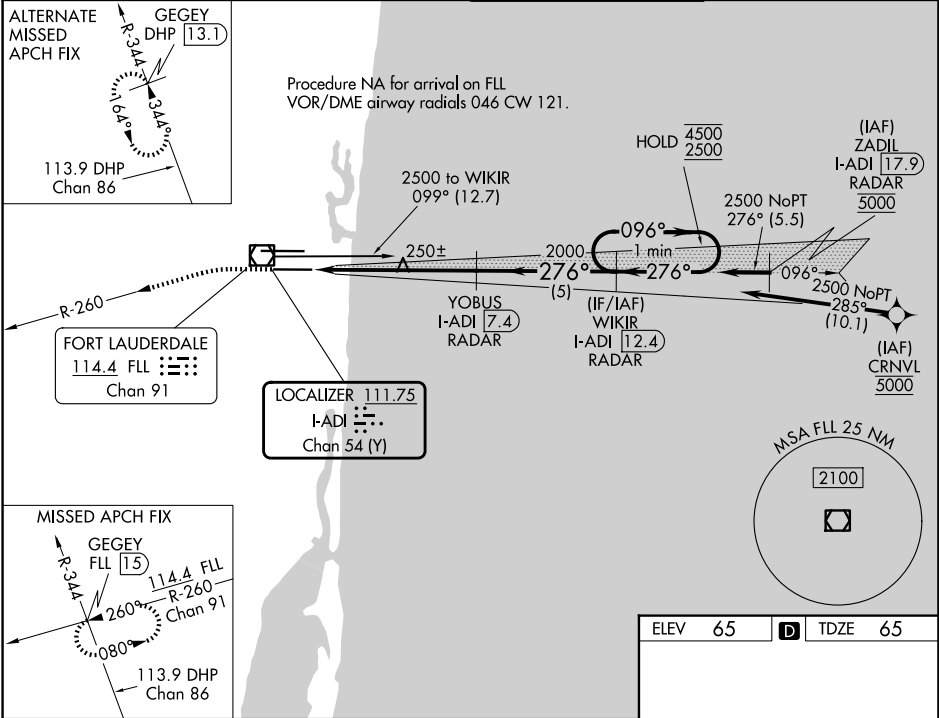 ALTERNATE
MISSED
APCH FIX
GEGEY
DHP 13.1
R-344
344°
164°
113.9 DHP
Chan 86
Procedure NA for arrival on FLL
VOR/DME airway radials 046 CW 121.
HOLD 4500
2500
(IAF)
ZADIL
I-ADI 17.9
RADAR
5000
2500 to WIKIR
099° (12.7)
2500 NoPT
276° (5.5)
096°
1 min
250±
2000
276°
(5)
276°
096°
2500 NoPT
285°
(10.1)
R-260
YOBUS
I-ADI 7.4
RADAR
(IF/IAF)
WIKIR
I-ADI 12.4
RADAR
(IAF)
CRNVL
5000
FORT LAUDERDALE
114.4 FLL
Chan 91
LOCALIZER 111.75
I-ADI
Chan 54 (Y)
MSA FLL 25 NM
2100
MISSED APCH FIX
GEGEY
FLL 15
R-344
114.4 FLL
R-260
Chan 91
260°
080°
113.9 DHP
Chan 86
ELEV 65 D TDZE 65